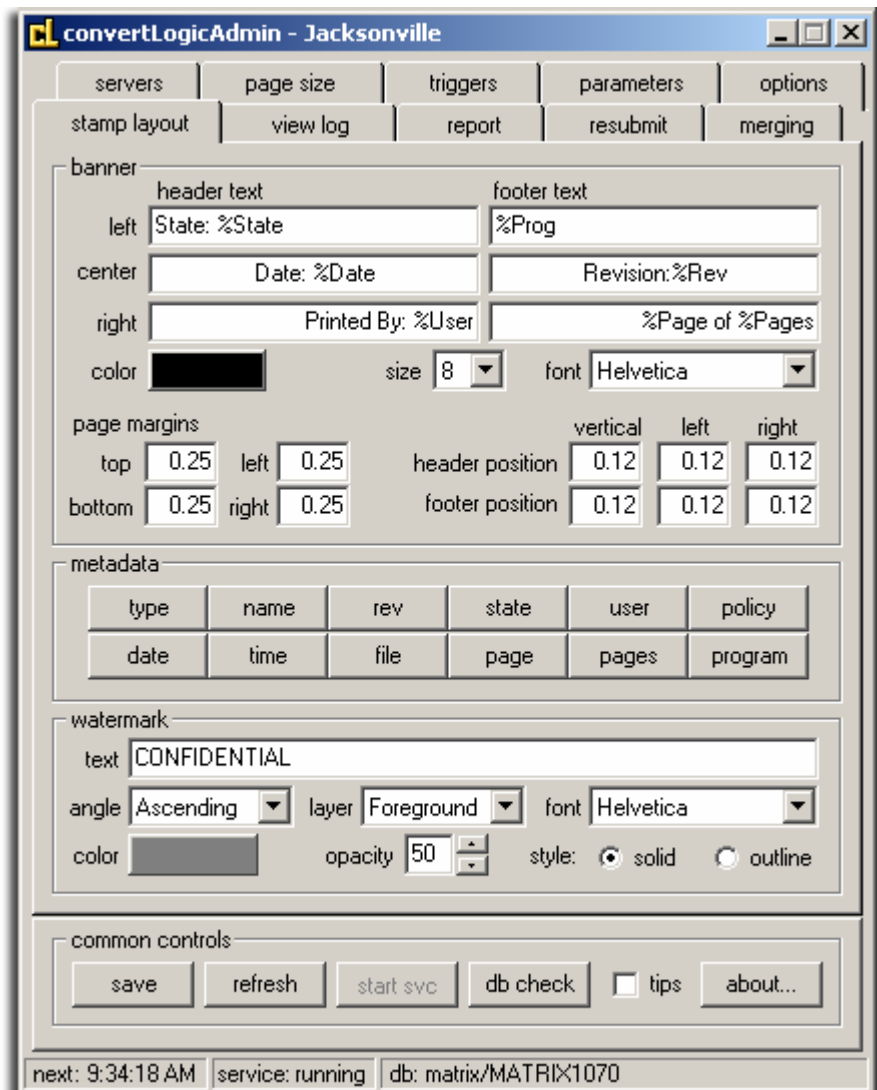 cL convertLogicAdmin - Jacksonville
servers page size triggers parameters options
stamp layout view log report resubmit merging
banner
header text footer text
left State: %State %Prog
center Date: %Date Revision:%Rev
right Printed By: %User %Page of %Pages
color size 8 font Helvetica
page margins vertical left right
top 0.25 left 0.25 header position 0.12 0.12 0.12
bottom 0.25 right 0.25 footer position 0.12 0.12 0.12
metadata
type name rev state user policy
date time file page pages program
watermark
text CONFIDENTIAL
angle Ascending layer Foreground font Helvetica
color opacity 50 style: solid outline
common controls
save refresh start svc db check tips about...
next: 9:34:18 AM service: running db: matrix/MATRIX1070